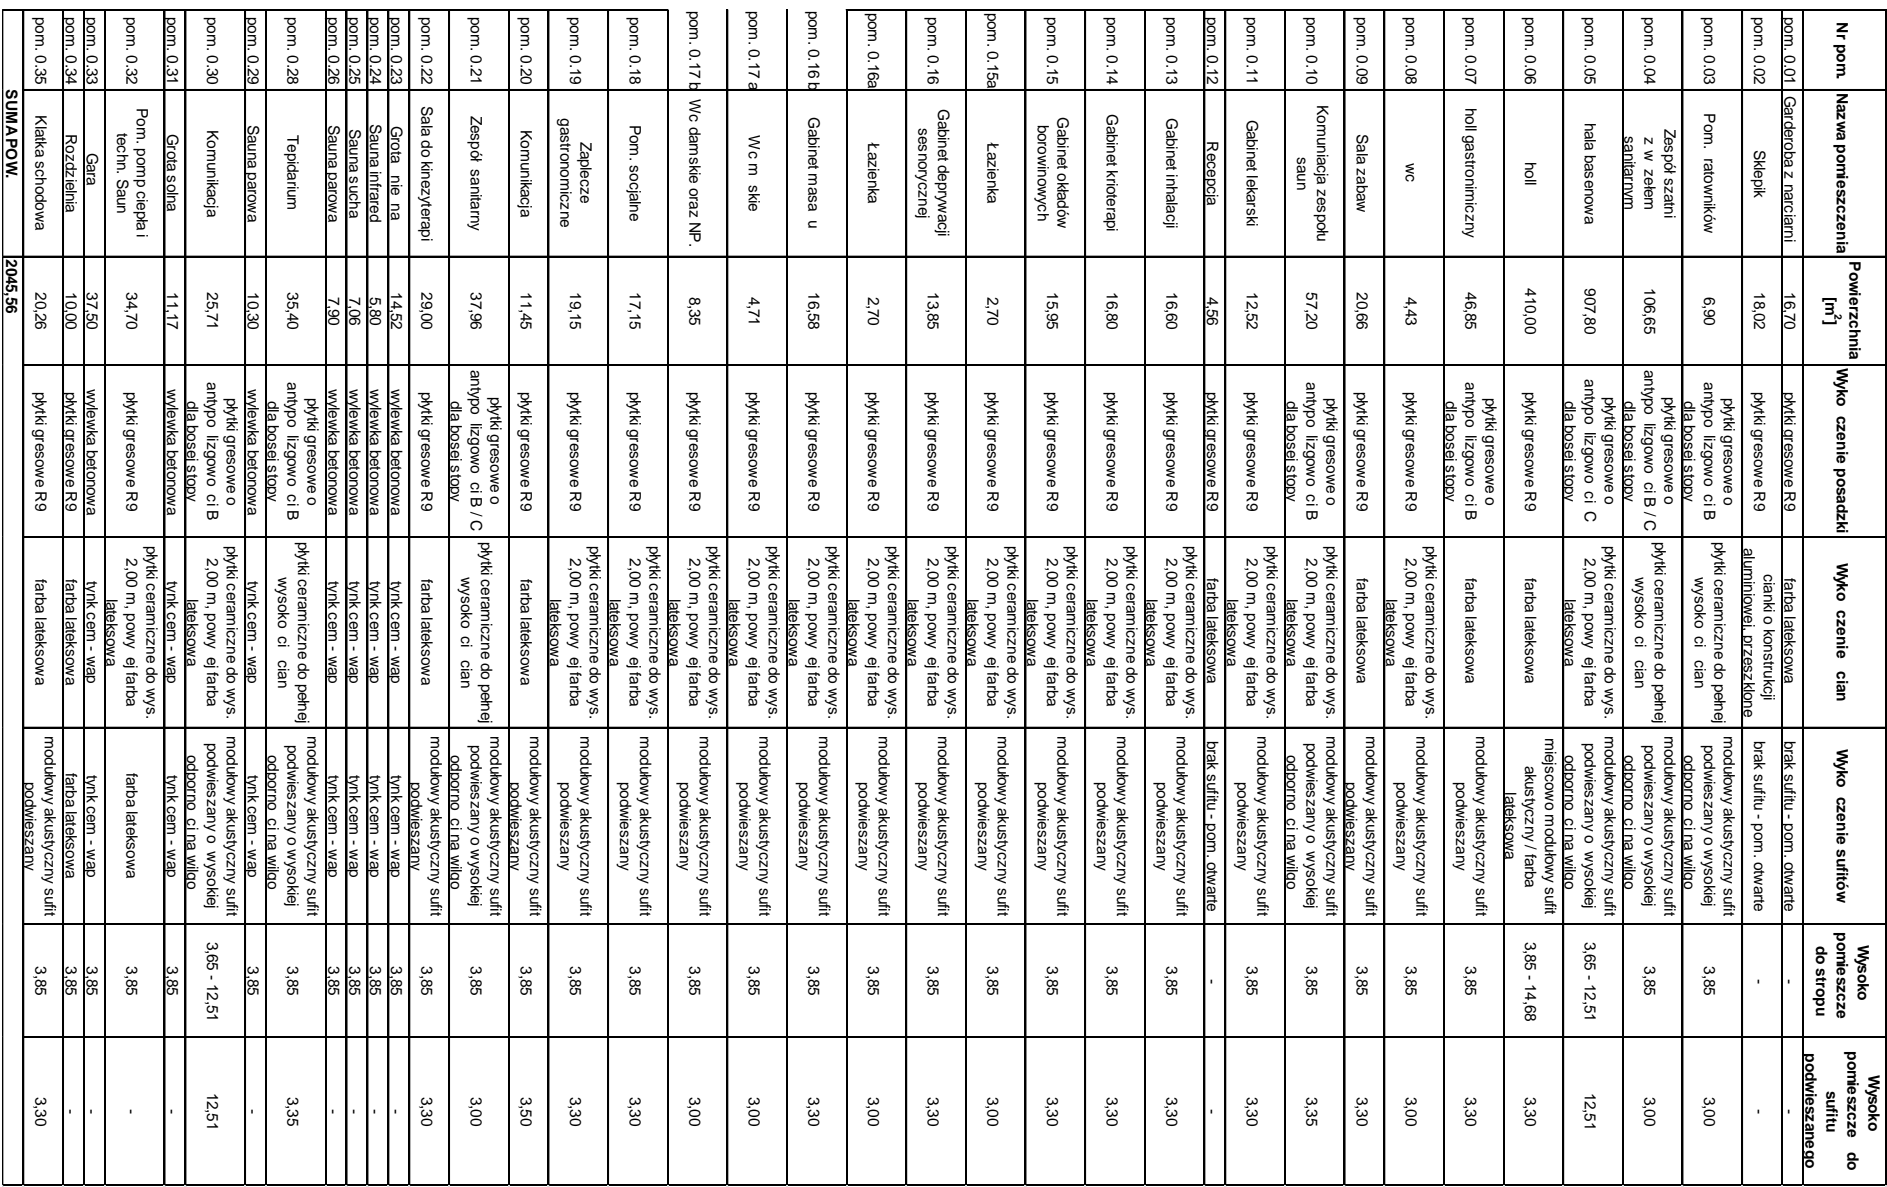 Nr pom. Nazwa pomieszczenia Powierzchnia [m²] Wyko czenie posadzki Wyko czenie cian Wyko czenie sufitów Wysoko pomieszcze do stropu Wysoko pomieszcze do sufitu podwieszanego
pom. 0.01 Garderoba z narciarni 16,70 płytki gresowe R9 farba lateksowa brak sufitu - pom. otwarte - -
pom. 0.02 Sklepik 18,02 płytki gresowe R9 cianki o konstrukcji aluminiowej, przeszklone brak sufitu - pom. otwarte - -
pom. 0.03 Pom. ratowników 6,90 płytki gresowe o antypo lizgowo ci B dla bosej stopy płytki ceramiczne do pełnej wysoko ci cian modułowy akustyczny sufit podwieszany o wysokiej odporno ci na wilgo 3,85 3,00
pom. 0.04 Zespół szatni z w zełem sanitarnym 106,65 płytki gresowe o antypo lizgowo ci B / C dla bosej stopy płytki ceramiczne do pełnej wysoko ci cian modułowy akustyczny sufit podwieszany o wysokiej odporno ci na wilgo 3,85 3,00
pom. 0.05 hala basenowa 907,80 płytki gresowe o antypo lizgowo ci C dla bosej stopy płytki ceramiczne do wys. 2,00 m, powy ej farba lateksowa modułowy akustyczny sufit podwieszany o wysokiej odporno ci na wilgo 3,65 - 12,51 12,51
pom. 0.06 holl 410,00 płytki gresowe R9 farba lateksowa miejscowo modułowy sufit akustyczny / farba lateksowa 3,85 - 14,68 3,30
pom. 0.07 holl gastronimiczny 46,85 płytki gresowe o antypo lizgowo ci B dla bosej stopy farba lateksowa modułowy akustyczny sufit podwieszany 3,85 3,30
pom. 0.08 wc 4,43 płytki gresowe R9 płytki ceramiczne do wys. 2,00 m, powy ej farba lateksowa modułowy akustyczny sufit podwieszany 3,85 3,00
pom. 0.09 Sala zabaw 20,66 płytki gresowe R9 farba lateksowa modułowy akustyczny sufit podwieszany 3,85 3,30
pom. 0.10 Komuniacja zespołu saun 57,20 płytki gresowe o antypo lizgowo ci B dla bosej stopy płytki ceramiczne do wys. 2,00 m, powy ej farba lateksowa modułowy akustyczny sufit podwieszany o wysokiej odporno ci na wilgo 3,85 3,35
pom. 0.11 Gabinet lekarski 12,52 płytki gresowe R9 płytki ceramiczne do wys. 2,00 m, powy ej farba lateksowa modułowy akustyczny sufit podwieszany 3,85 3,30
pom. 0.12 Recepcja 4,56 płytki gresowe R9 farba lateksowa brak sufitu - pom. otwarte - -
pom. 0.13 Gabinet inhalacji 16,60 płytki gresowe R9 płytki ceramiczne do wys. 2,00 m, powy ej farba lateksowa modułowy akustyczny sufit podwieszany 3,85 3,30
pom. 0.14 Gabinet krioterapi 16,80 płytki gresowe R9 płytki ceramiczne do wys. 2,00 m, powy ej farba lateksowa modułowy akustyczny sufit podwieszany 3,85 3,30
pom. 0.15 Gabinet okładów borowinowych 15,95 płytki gresowe R9 płytki ceramiczne do wys. 2,00 m, powy ej farba lateksowa modułowy akustyczny sufit podwieszany 3,85 3,30
pom. 0.15a Łazienka 2,70 płytki gresowe R9 płytki ceramiczne do wys. 2,00 m, powy ej farba lateksowa modułowy akustyczny sufit podwieszany 3,85 3,00
pom. 0.16 Gabinet deprywacji sesnorycznej 13,85 płytki gresowe R9 płytki ceramiczne do wys. 2,00 m, powy ej farba lateksowa modułowy akustyczny sufit podwieszany 3,85 3,30
pom. 0.16a Łazienka 2,70 płytki gresowe R9 płytki ceramiczne do wys. 2,00 m, powy ej farba lateksowa modułowy akustyczny sufit podwieszany 3,85 3,00
pom. 0.16 b Gabinet masa u 16,58 płytki gresowe R9 płytki ceramiczne do wys. 2,00 m, powy ej farba lateksowa modułowy akustyczny sufit podwieszany 3,85 3,30
pom. 0.17 a Wc m skie 4,71 płytki gresowe R9 płytki ceramiczne do wys. 2,00 m, powy ej farba lateksowa modułowy akustyczny sufit podwieszany 3,85 3,00
pom. 0.17 b Wc damskie oraz NP. 8,35 płytki gresowe R9 płytki ceramiczne do wys. 2,00 m, powy ej farba lateksowa modułowy akustyczny sufit podwieszany 3,85 3,00
pom. 0.18 Pom. socjalne 17,15 płytki gresowe R9 płytki ceramiczne do wys. 2,00 m, powy ej farba lateksowa modułowy akustyczny sufit podwieszany 3,85 3,30
pom. 0.19 Zaplecze gastronomiczne 19,15 płytki gresowe R9 płytki ceramiczne do wys. 2,00 m, powy ej farba lateksowa modułowy akustyczny sufit podwieszany 3,85 3,30
pom. 0.20 Komunikacja 11,45 płytki gresowe R9 farba lateksowa modułowy akustyczny sufit podwieszany 3,85 3,50
pom. 0.21 Zespół sanitarny 37,96 płytki gresowe o antypo lizgowo ci B / C dla bosej stopy płytki ceramiczne do pełnej wysoko ci cian modułowy akustyczny sufit podwieszany o wysokiej odporno ci na wilgo 3,85 3,00
pom. 0.22 Sala do kinezyterapi 29,00 płytki gresowe R9 farba lateksowa modułowy akustyczny sufit podwieszany 3,85 3,30
pom. 0.23 Grota nie na 14,52 wylewka betonowa tynk cem - wap tynk cem - wap 3,85 -
pom. 0.24 Sauna infrared 5,80 wylewka betonowa tynk cem - wap tynk cem - wap 3,85 -
pom. 0.25 Sauna sucha 7,06 wylewka betonowa tynk cem - wap tynk cem - wap 3,85 -
pom. 0.26 Sauna parowa 7,90 wylewka betonowa tynk cem - wap tynk cem - wap 3,85 -
pom. 0.28 Tepidarium 35,40 płytki gresowe o antypo lizgowo ci B dla bosej stopy płytki ceramiczne do pełnej wysoko ci cian modułowy akustyczny sufit podwieszany o wysokiej odporno ci na wilgo 3,85 3,35
pom. 0.29 Sauna parowa 10,30 wylewka betonowa tynk cem - wap tynk cem - wap 3,85 -
pom. 0.30 Komunikacja 25,71 płytki gresowe o antypo lizgowo ci B dla bosej stopy płytki ceramiczne do wys. 2,00 m, powy ej farba lateksowa modułowy akustyczny sufit podwieszany o wysokiej odporno ci na wilgo 3,65 - 12,51 12,51
pom. 0.31 Grota solna 11,17 wylewka betonowa tynk cem - wap tynk cem - wap 3,85 -
pom. 0.32 Pom. pomp ciepła i techn. Saun 34,70 płytki gresowe R9 płytki ceramiczne do wys. 2,00 m, powy ej farba lateksowa farba lateksowa 3,85 -
pom. 0.33 Gara 37,50 wylewka betonowa tynk cem - wap tynk cem - wap 3,85 -
pom. 0.34 Rozdzielnia 10,00 płytki gresowe R9 farba lateksowa farba lateksowa 3,85 -
pom. 0.35 Klatka schodowa 20,26 płytki gresowe R9 farba lateksowa modułowy akustyczny sufit podwieszany 3,85 3,30
SUMA POW. 2045,56